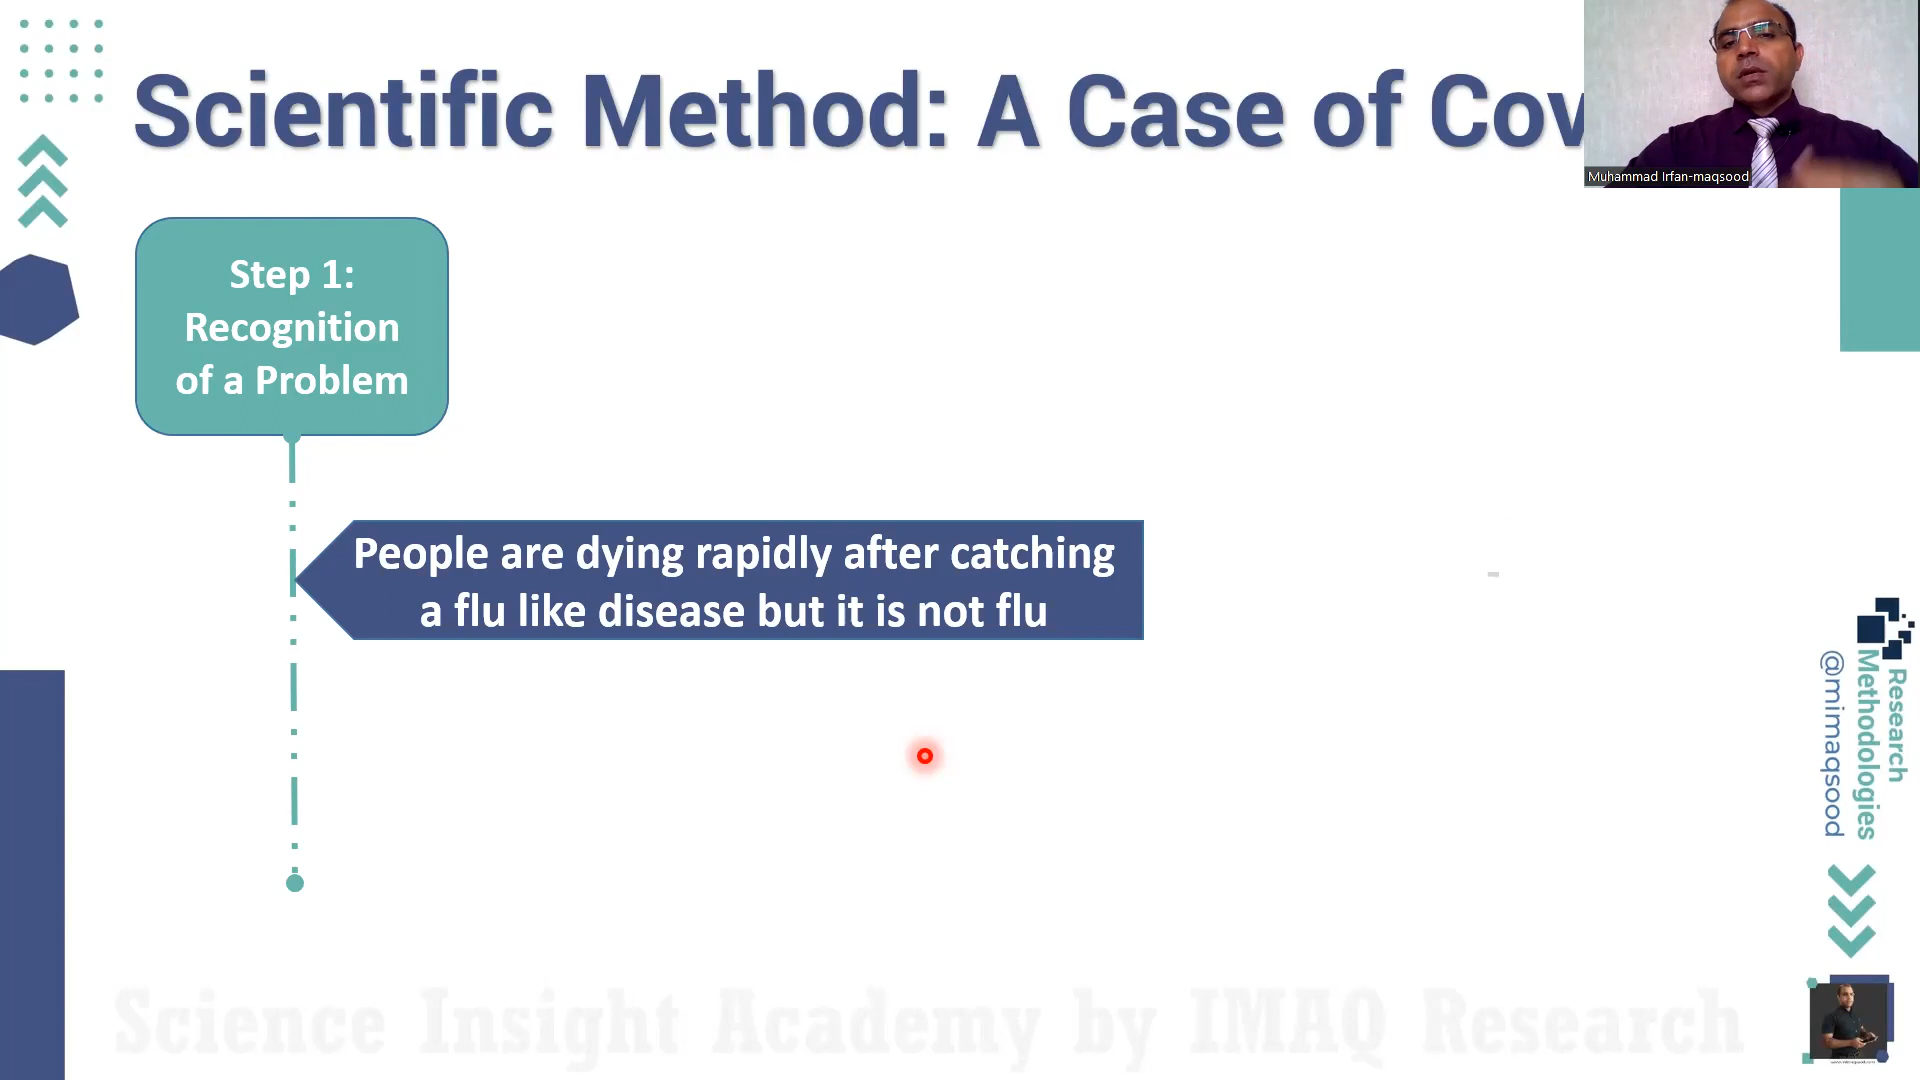 Scientific Method: A Case of Cov
Muhammad Irfan-maqsood
Step 1:
Recognition
of a Problem
People are dying rapidly after catching
a flu like disease but it is not flu
Research
Methodologies
@mimaqsood
Science Insight Academy by IMAQ Research